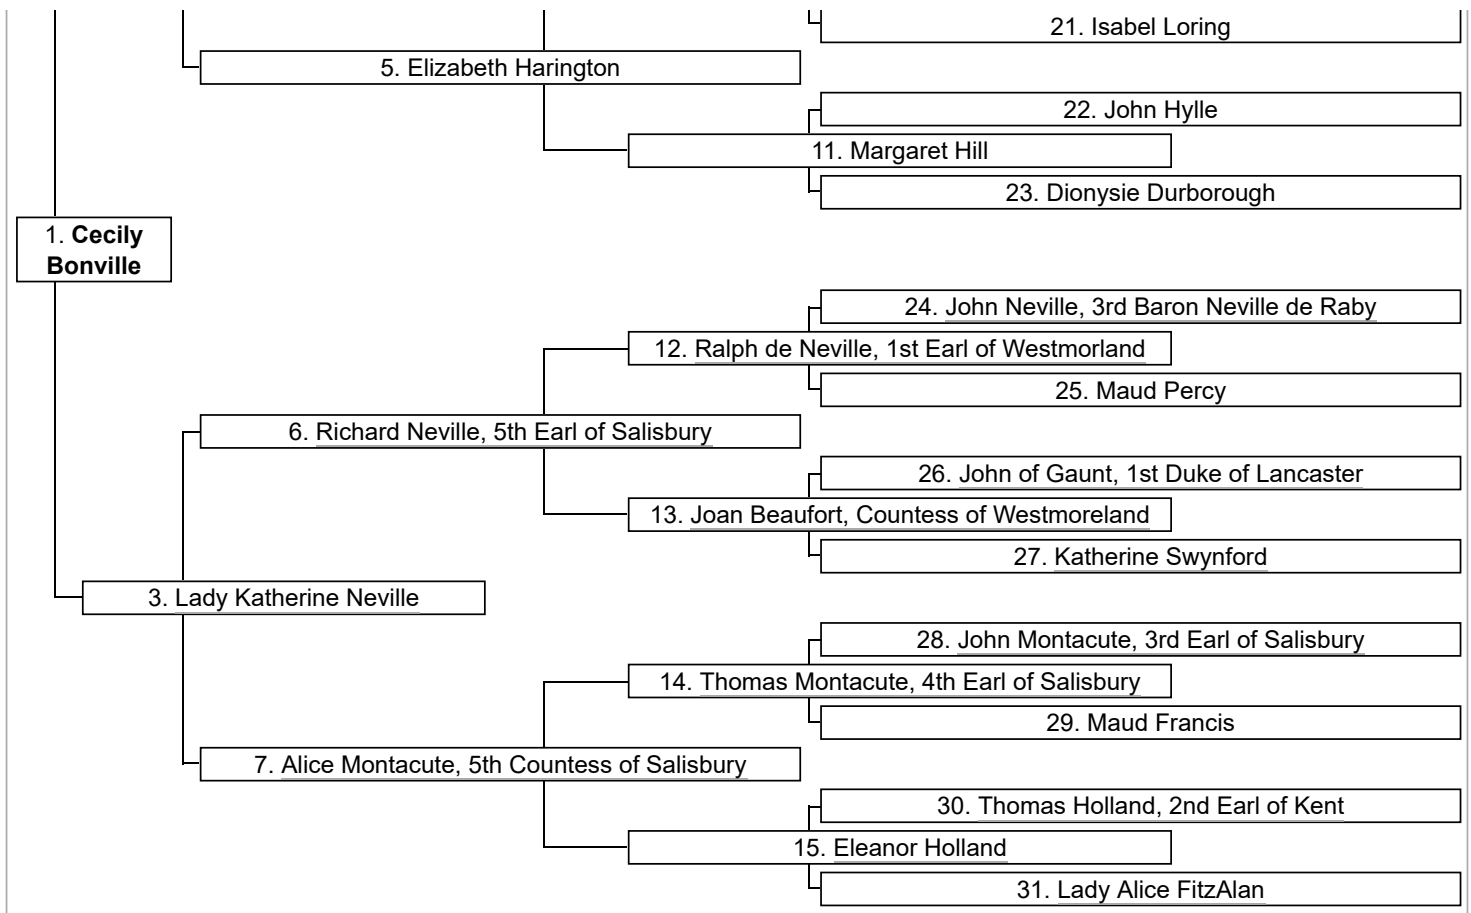 21. Isabel Loring
5. Elizabeth Harington
22. John Hylle
11. Margaret Hill
23. Dionysie Durborough
1. Cecily
Bonville
24. John Neville, 3rd Baron Neville de Raby
12. Ralph de Neville, 1st Earl of Westmorland
25. Maud Percy
6. Richard Neville, 5th Earl of Salisbury
26. John of Gaunt, 1st Duke of Lancaster
13. Joan Beaufort, Countess of Westmoreland
27. Katherine Swynford
3. Lady Katherine Neville
28. John Montacute, 3rd Earl of Salisbury
14. Thomas Montacute, 4th Earl of Salisbury
29. Maud Francis
7. Alice Montacute, 5th Countess of Salisbury
30. Thomas Holland, 2nd Earl of Kent
15. Eleanor Holland
31. Lady Alice FitzAlan